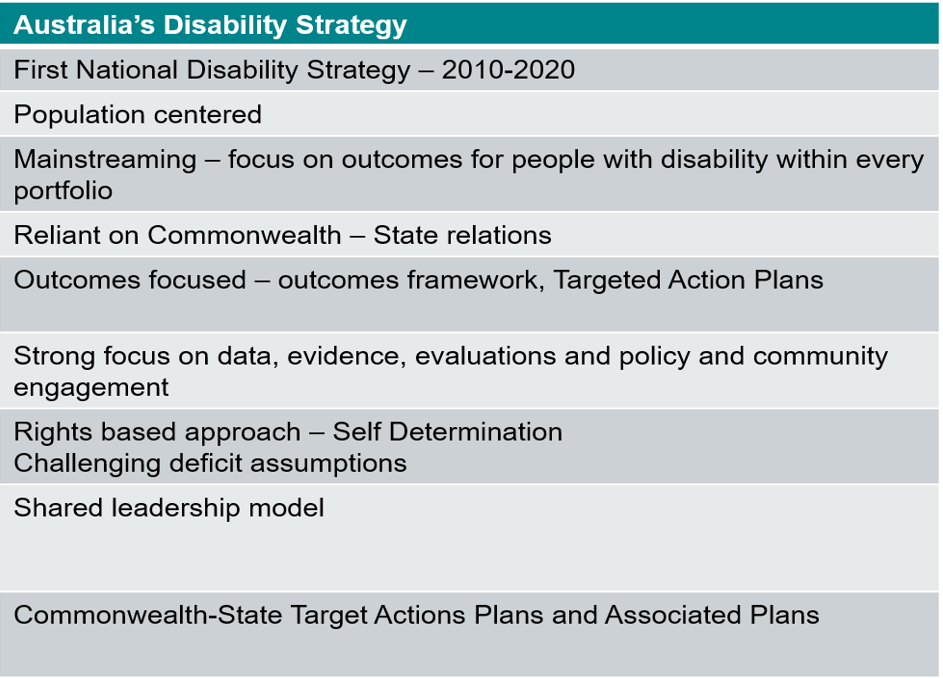 Australia’s Disability Strategy
First National Disability Strategy – 2010-2020
Population centered
Mainstreaming – focus on outcomes for people with disability within every
portfolio
Reliant on Commonwealth – State relations
Outcomes focused – outcomes framework, Targeted Action Plans
Strong focus on data, evidence, evaluations and policy and community
engagement
Rights based approach – Self Determination
Challenging deficit assumptions
Shared leadership model
Commonwealth-State Target Actions Plans and Associated Plans